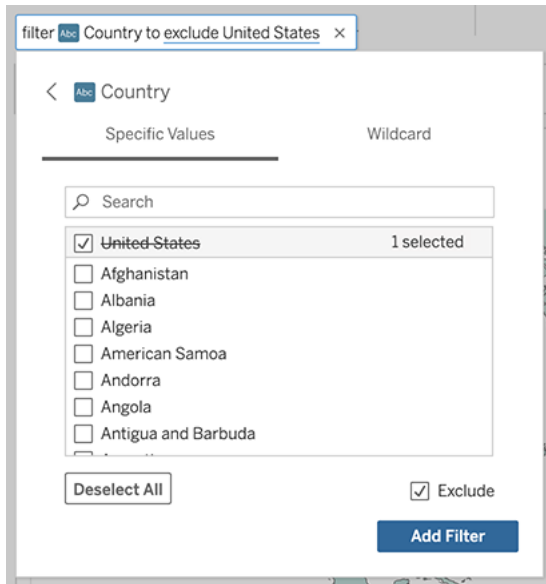 filter Abc Country to exclude United States ×
Abc Country
Specific Values Wildcard
Search
United States 1 selected
Afghanistan
Albania
Algeria
American Samoa
Andorra
Angola
Antigua and Barbuda
Deselect All Exclude
Add Filter